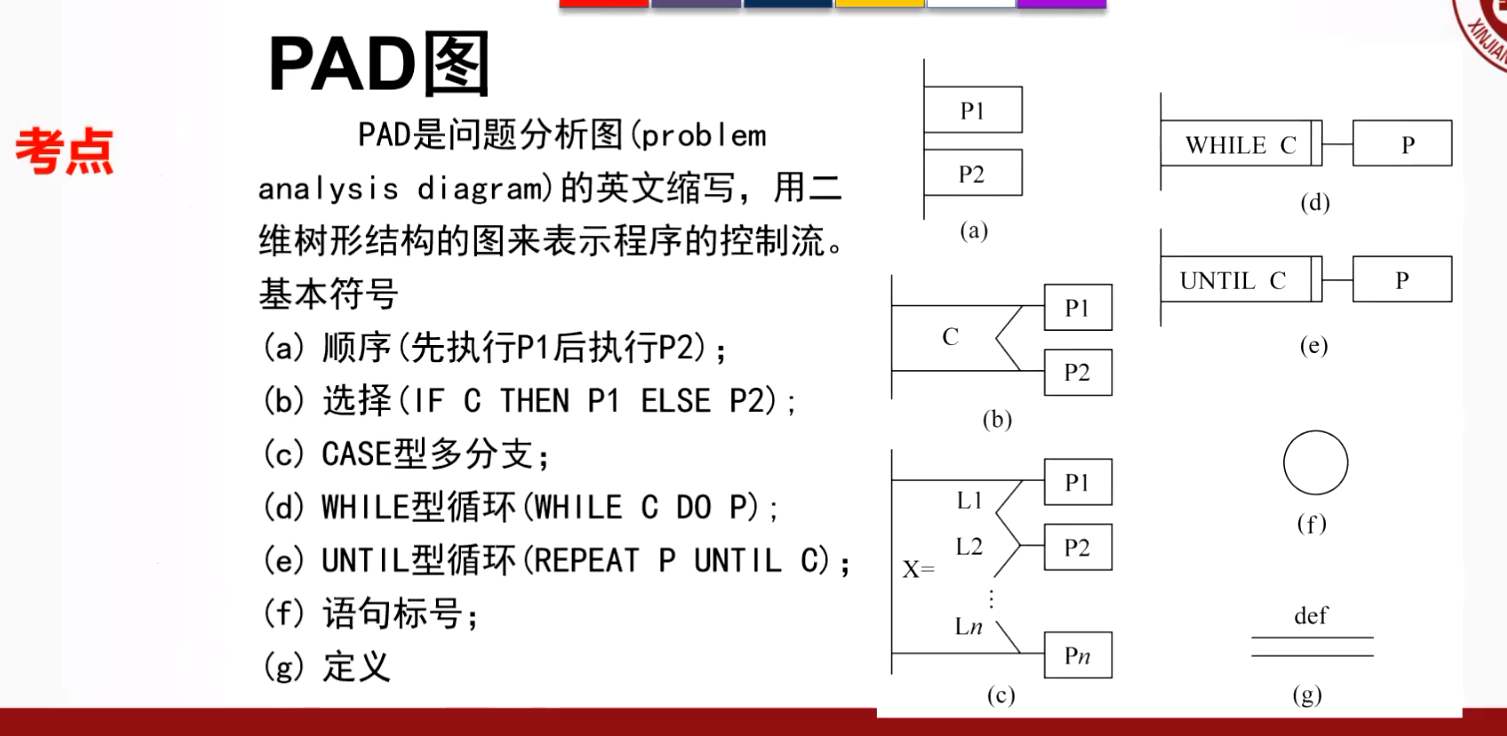 PAD图
考点
PAD是问题分析图(problem
analysis diagram)的英文缩写，用二
维树形结构的图来表示程序的控制流。
基本符号
(a) 顺序(先执行P1后执行P2)；
(b) 选择(IF C THEN P1 ELSE P2);
(c) CASE型多分支；
(d) WHILE型循环(WHILE C DO P);
(e) UNTIL型循环(REPEAT P UNTIL C)；
(f) 语句标号；
(g) 定义
P1
P2
(a)
C
P1
P2
(b)
X=
L1
L2
⋮
Ln
P1
P2
Pn
(c)
WHILE C
P
(d)
UNTIL C
P
(e)
(f)
def
(g)